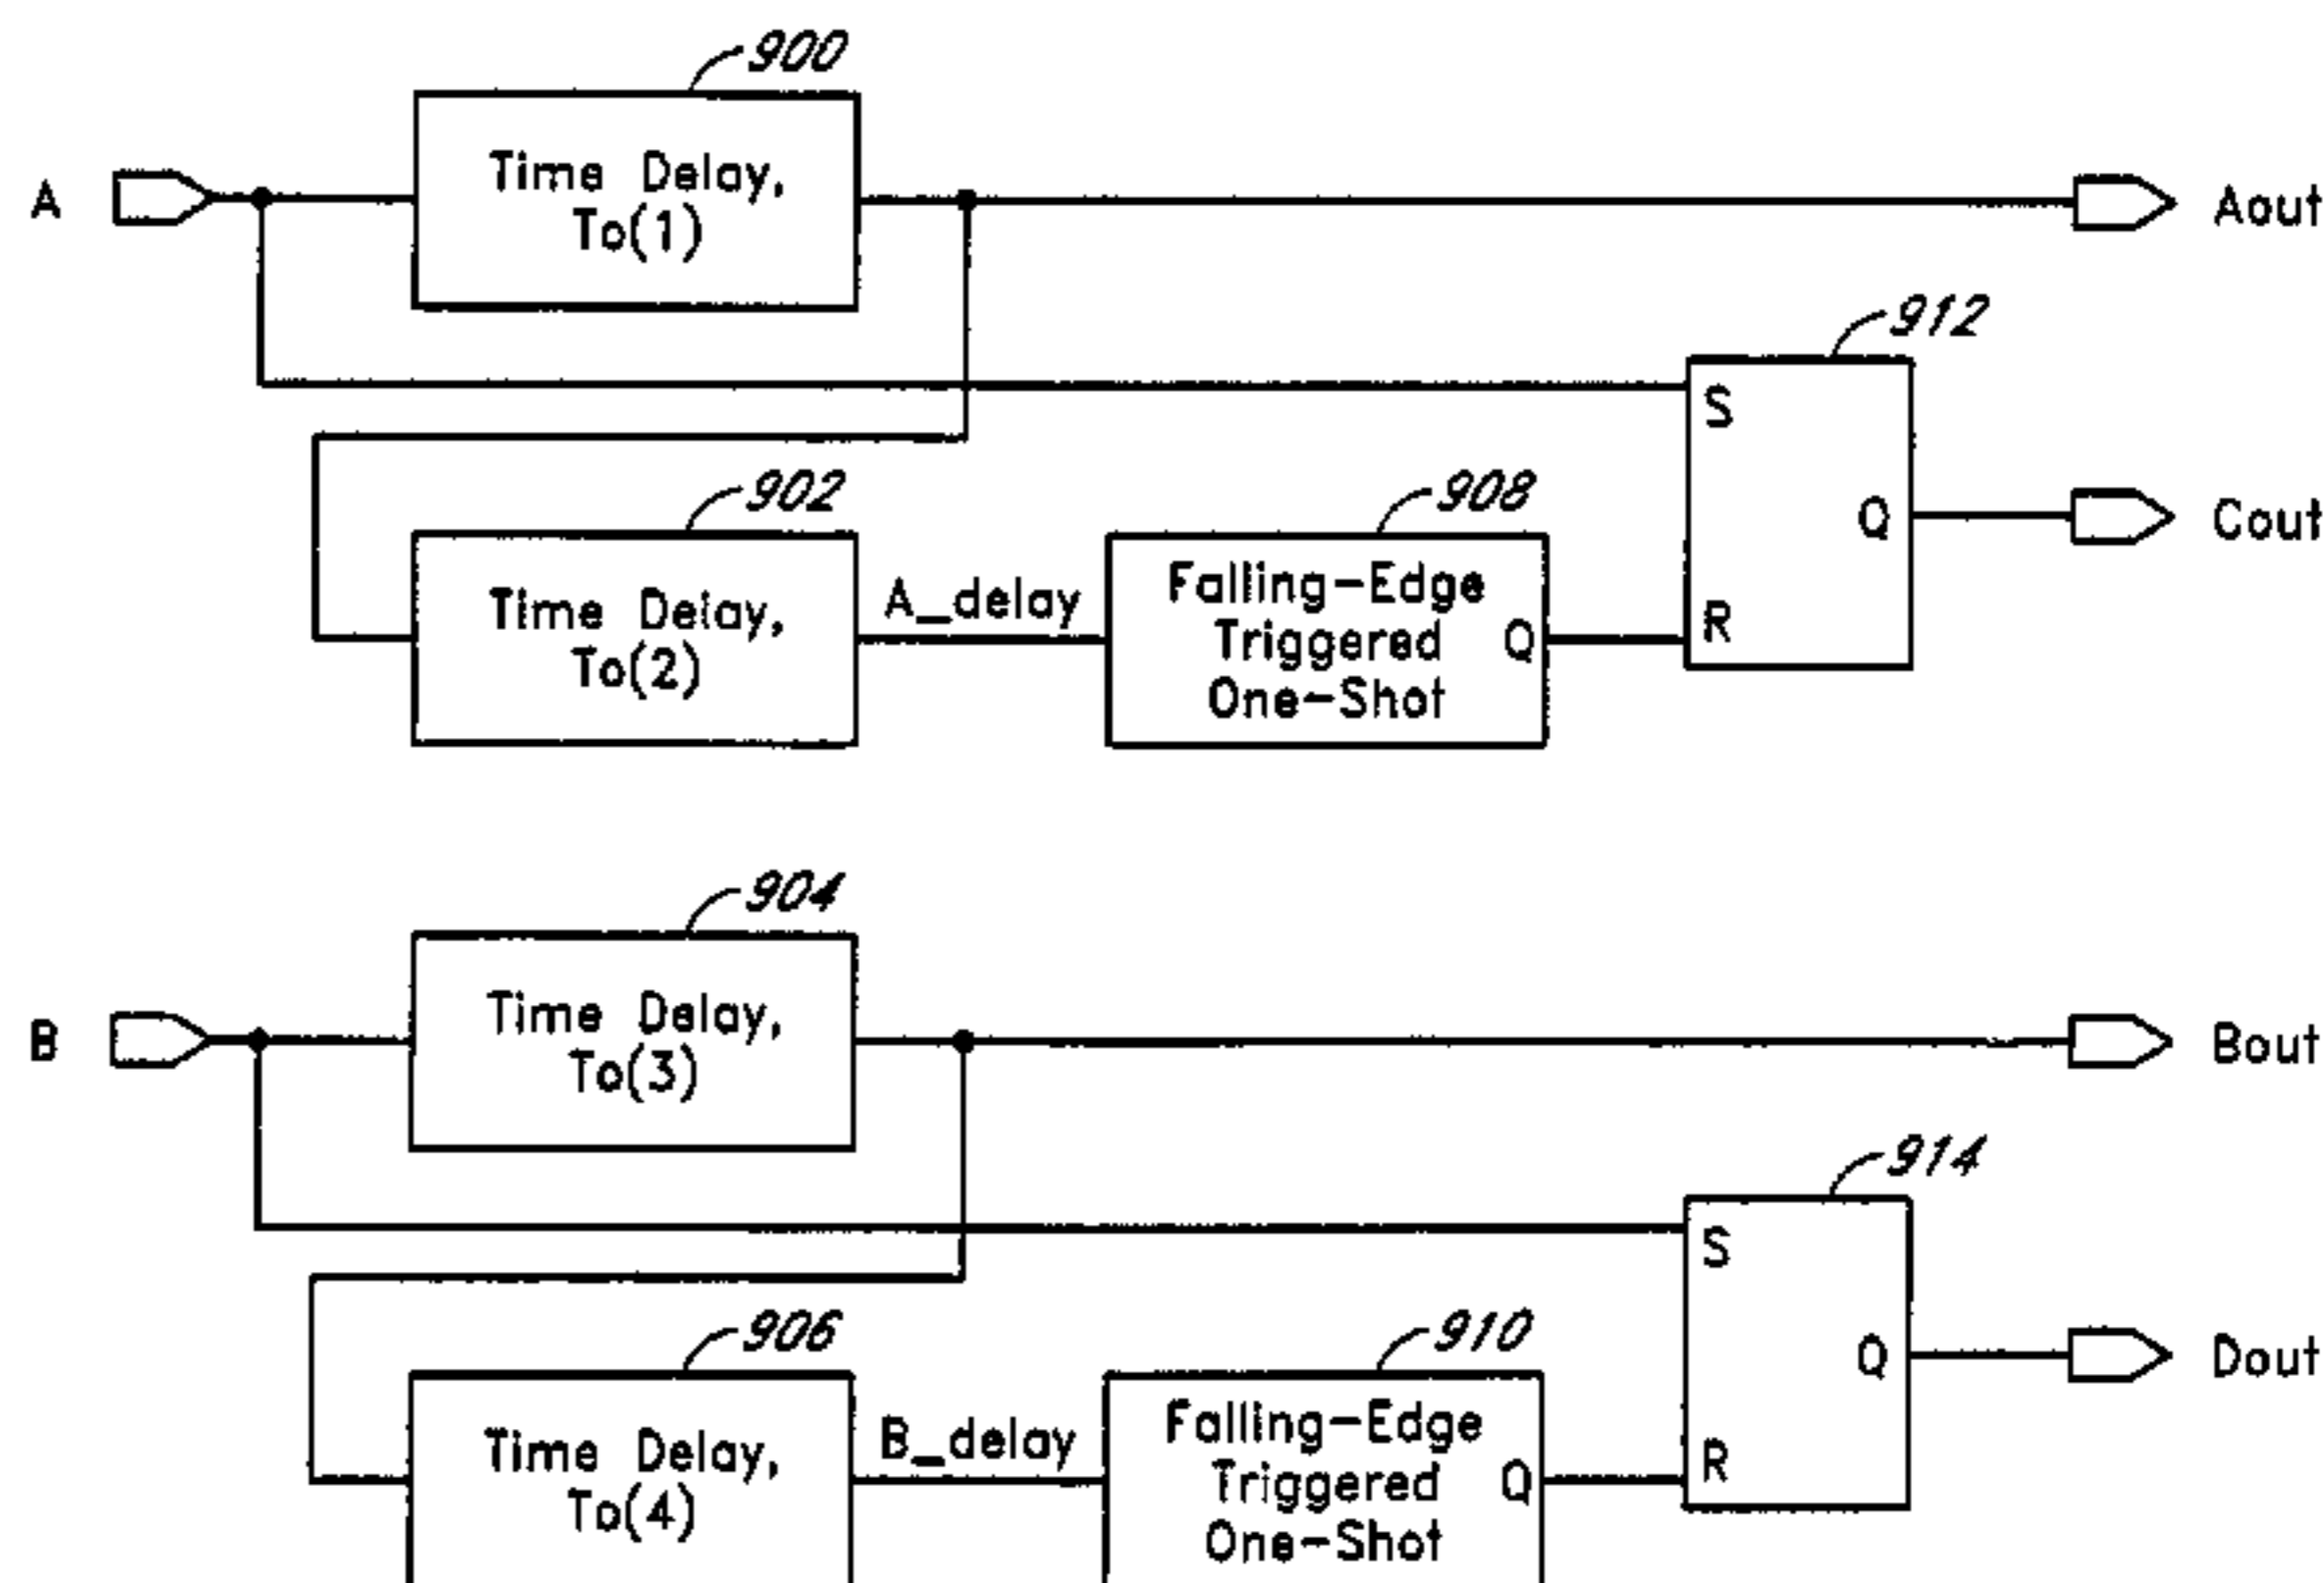 900
Time Delay,
To(1)
A
Aout
912
S
902
908
Q
Cout
Time Delay,
To(2)
A_delay
Falling-Edge
Triggered
One-Shot
Q
R
904
Time Delay,
To(3)
B
Bout
914
S
906
910
Q
Dout
Time Delay,
To(4)
B_delay
Falling-Edge
Triggered
One-Shot
Q
R